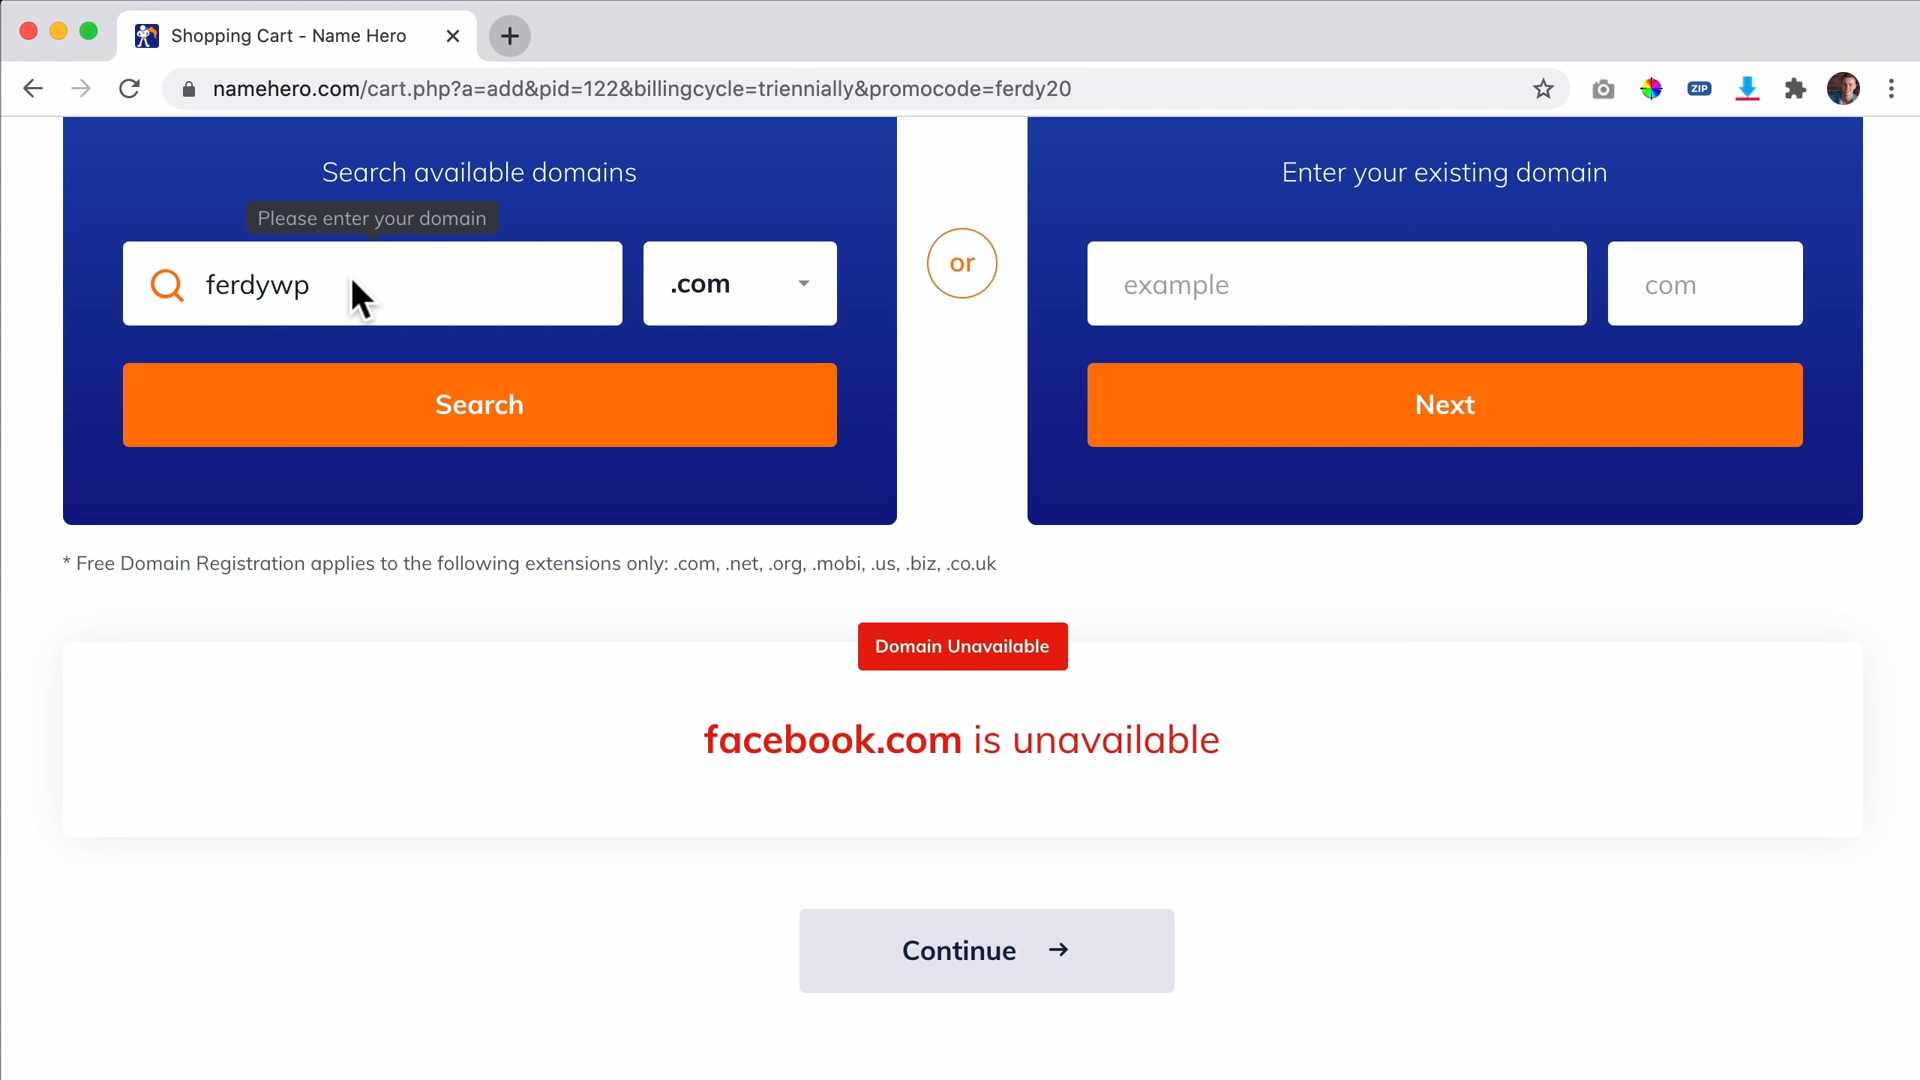 Shopping Cart - Name Hero
namehero.com/cart.php?a=add&pid=122&billingcycle=triennially&promocode=ferdy20
ZIP
Search available domains
Please enter your domain
ferdywp
.com
Search
or
Enter your existing domain
example
com
Next
* Free Domain Registration applies to the following extensions only: .com, .net, .org, .mobi, .us, .biz, .co.uk
Domain Unavailable
facebook.com is unavailable
Continue →